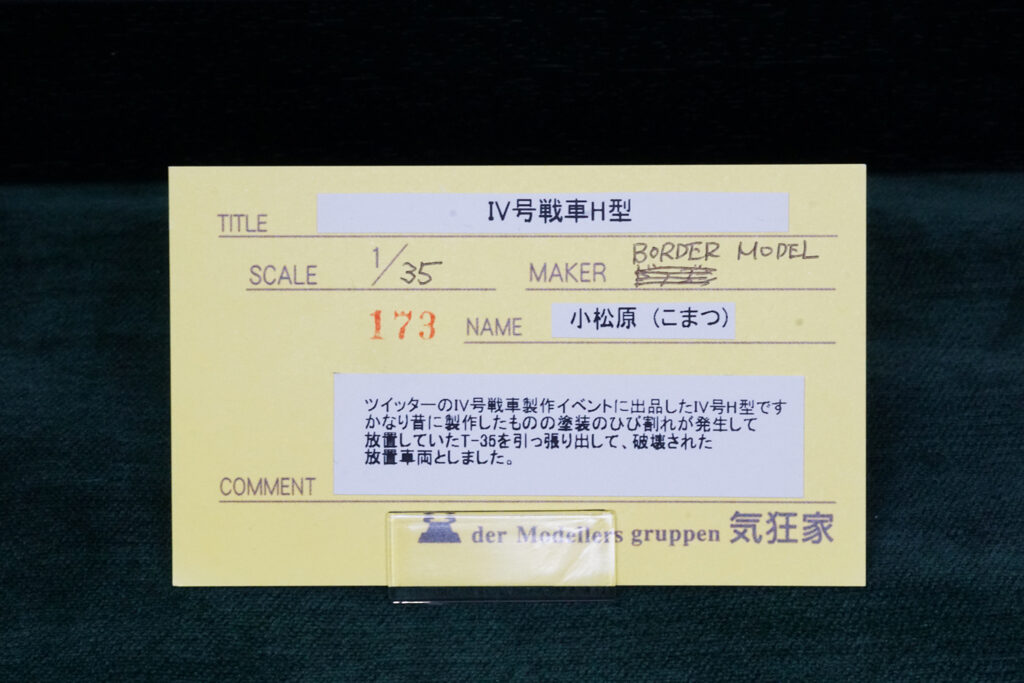 TITLE IV号戦車H型
SCALE 1/35 MAKER BORDER MODEL
173 NAME 小松原（こまつ）
ツイッターのIV号戦車製作イベントに出品したIV号H型です
かなり昔に製作したものの塗装のひび割れが発生して
放置していたT-35を引っ張り出して、破壊された
放置車両としました。
COMMENT
der Modellers gruppen 気狂家